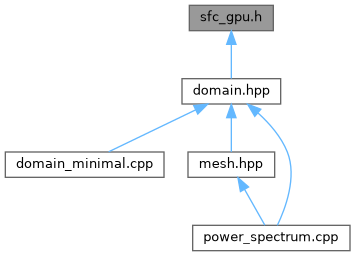 sfc_gpu.h
domain.hpp
domain_minimal.cpp
mesh.hpp
power_spectrum.cpp